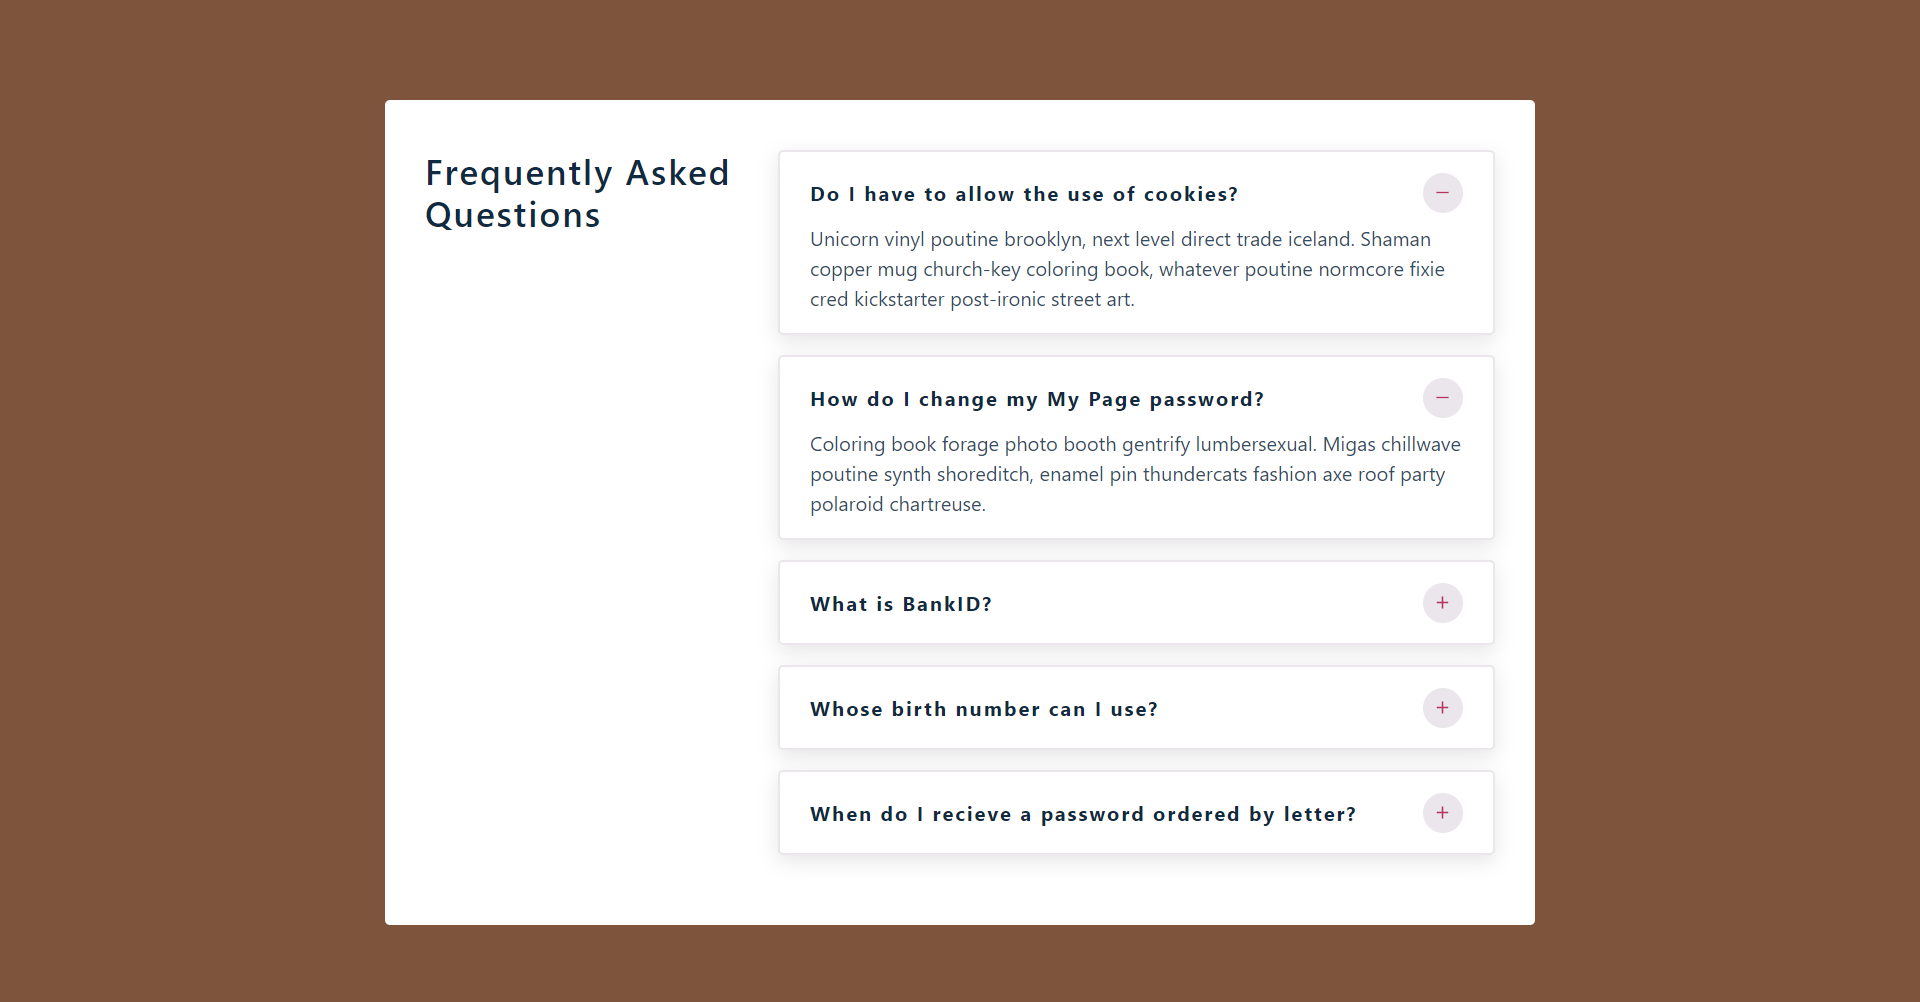 Frequently Asked
Questions
Do I have to allow the use of cookies?
Unicorn vinyl poutine brooklyn, next level direct trade iceland. Shaman
copper mug church-key coloring book, whatever poutine normcore fixie
cred kickstarter post-ironic street art.
How do I change my My Page password?
Coloring book forage photo booth gentrify lumbersexual. Migas chillwave
poutine synth shoreditch, enamel pin thundercats fashion axe roof party
polaroid chartreuse.
What is BankID?
Whose birth number can I use?
When do I recieve a password ordered by letter?